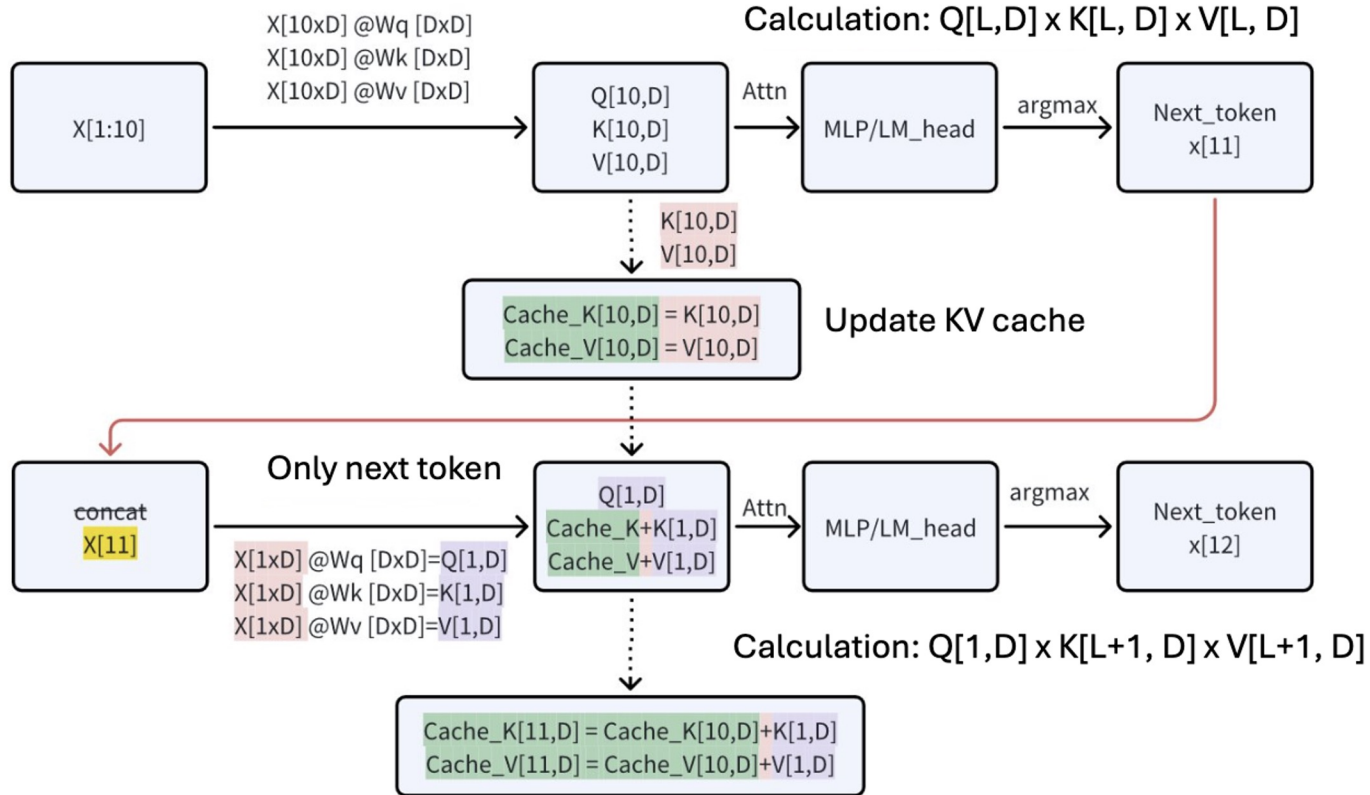 X[10xD] @Wq [DxD]
X[10xD] @Wk [DxD]
X[10xD] @Wv [DxD]
Calculation: Q[L,D] x K[L, D] x V[L, D]
X[1:10]
Q[10,D]
K[10,D]
V[10,D]
Attn
MLP/LM_head
argmax
Next_token
x[11]
K[10,D]
V[10,D]
Cache_K[10,D] = K[10,D]
Cache_V[10,D] = V[10,D]
Update KV cache
concat
X[11]
Only next token
X[1xD] @Wq [DxD]=Q[1,D]
X[1xD] @Wk [DxD]=K[1,D]
X[1xD] @Wv [DxD]=V[1,D]
Q[1,D]
Cache_K+K[1,D]
Cache_V+V[1,D]
Attn
MLP/LM_head
argmax
Next_token
x[12]
Calculation: Q[1,D] x K[L+1, D] x V[L+1, D]
Cache_K[11,D] = Cache_K[10,D]+K[1,D]
Cache_V[11,D] = Cache_V[10,D]+V[1,D]